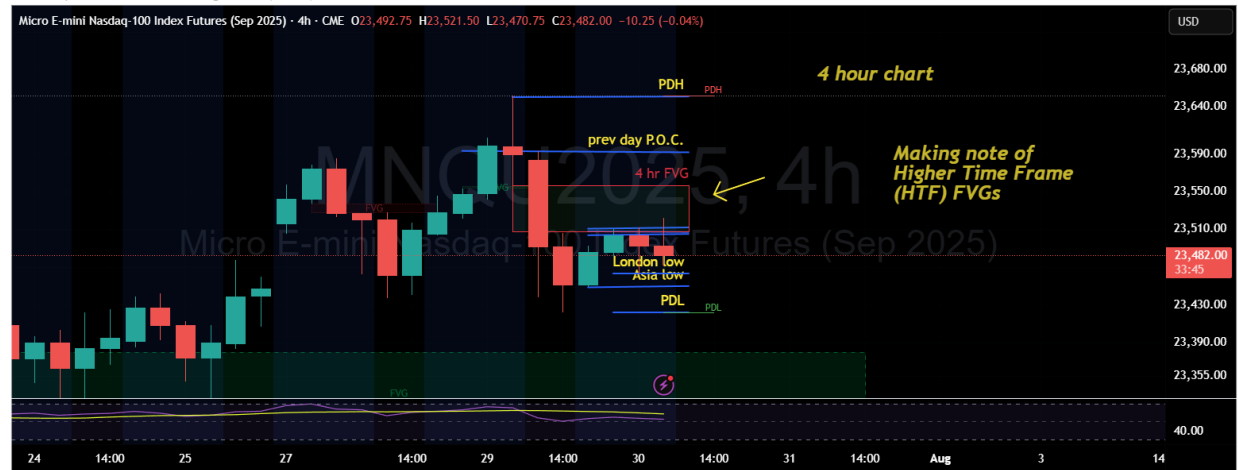 Micro E-mini Nasdaq-100 Index Futures (Sep 2025) · 4h · CME O23,492.75 H23,521.50 L23,470.75 C23,482.00 −10.25 (−0.04%)
USD
MNQU2025, 4h
Micro E-mini Nasdaq-100 Index Futures (Sep 2025)
4 hour chart
PDH
PDH
prev day P.O.C.
4 hr FVG
Making note of
Higher Time Frame
(HTF) FVGs
FVG
FVG
London low
Asia low
PDL
PDL
FVG
23,680.00
23,640.00
23,590.00
23,550.00
23,510.00
23,482.00
33:45
23,430.00
23,390.00
23,355.00
40.00
24
14:00
25
27
14:00
29
14:00
30
14:00
31
14:00
Aug
3
14